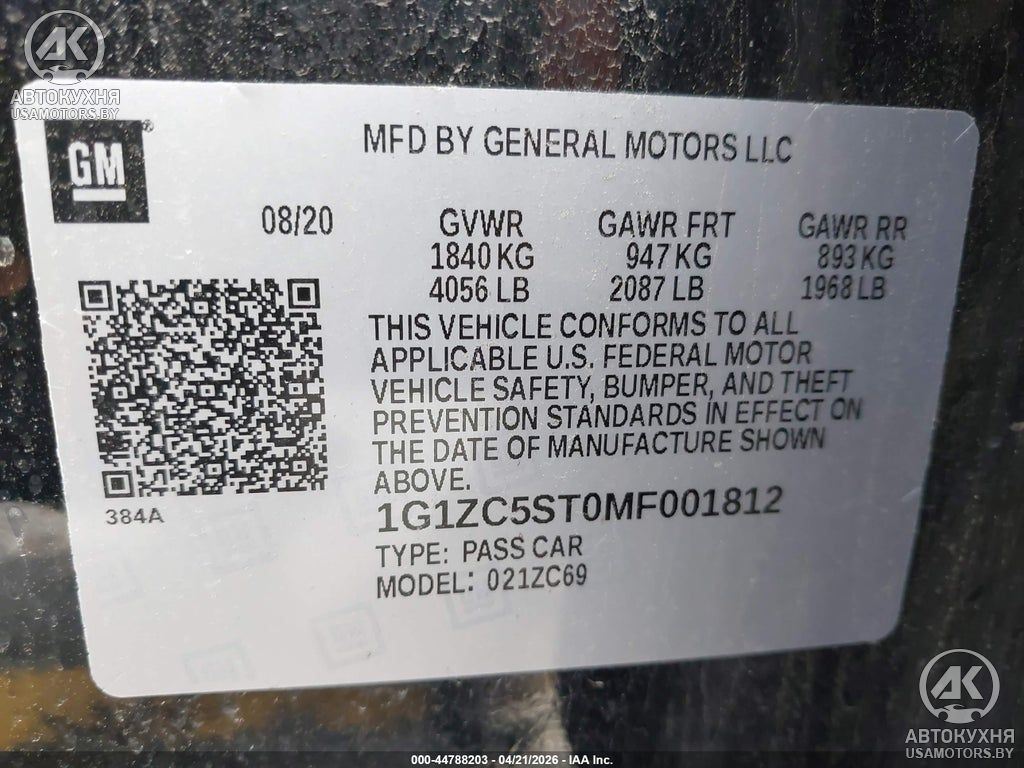 AK
АВТОКУХНЯ
USAMOTORS.BY
GM
MFD BY GENERAL MOTORS LLC
08/20 GVWR GAWR FRT GAWR RR
1840 KG 947 KG 893 KG
4056 LB 2087 LB 1968 LB
THIS VEHICLE CONFORMS TO ALL
APPLICABLE U.S. FEDERAL MOTOR
VEHICLE SAFETY, BUMPER, AND THEFT
PREVENTION STANDARDS IN EFFECT ON
THE DATE OF MANUFACTURE SHOWN
ABOVE.
384A
1G1ZC5ST0MF001812
TYPE: PASS CAR
MODEL: 021ZC69
AK
АВТОКУХНЯ
USAMOTORS.BY
000-44788203 - 04/21/2026 - IAA Inc.